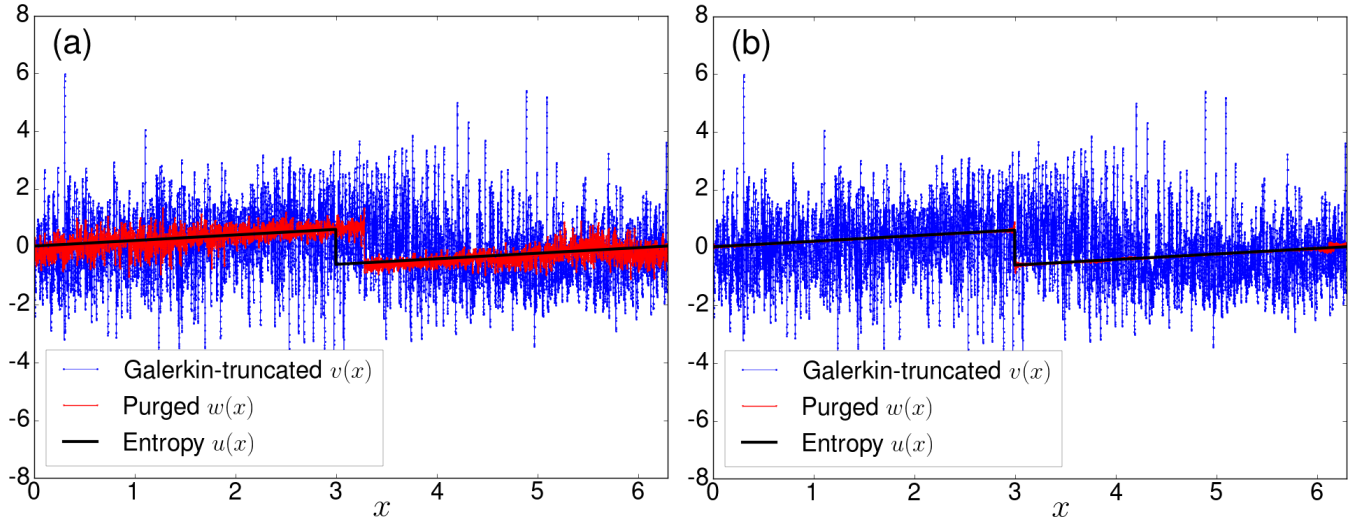 (a)
8
6
4
2
0
-2
-4
-6
-8
Galerkin-truncated v(x)
Purged w(x)
Entropy u(x)
0 1 2 3 4 5 6
x
(b)
8
6
4
2
0
-2
-4
-6
-8
Galerkin-truncated v(x)
Purged w(x)
Entropy u(x)
0 1 2 3 4 5 6
x